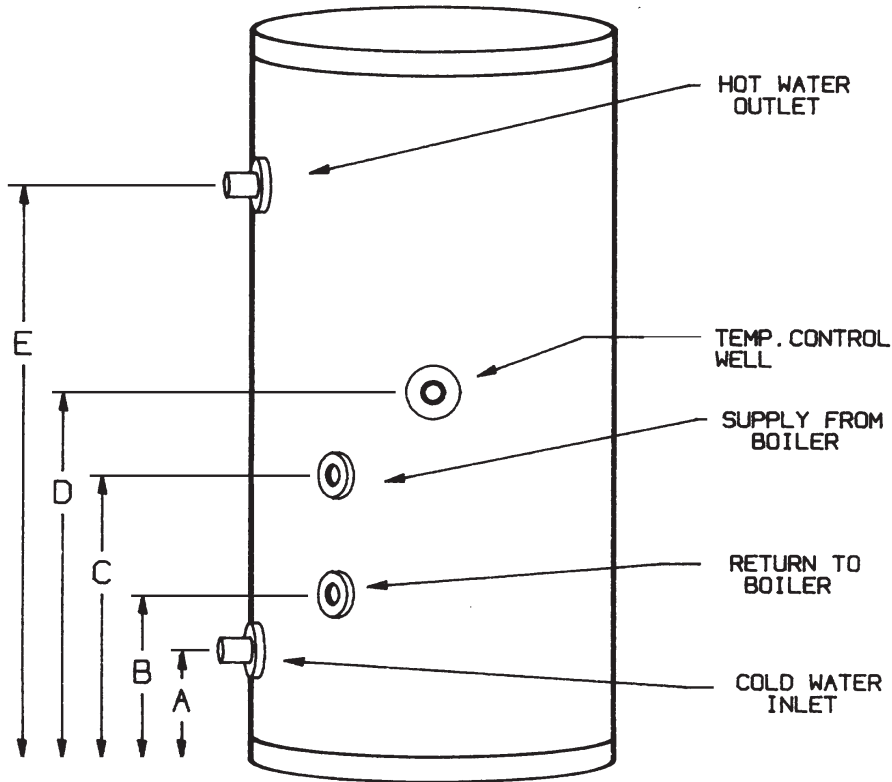 HOT WATER
OUTLET
E
TEMP. CONTROL
WELL
SUPPLY FROM
BOILER
D
C
RETURN TO
BOILER
B
A
COLD WATER
INLET